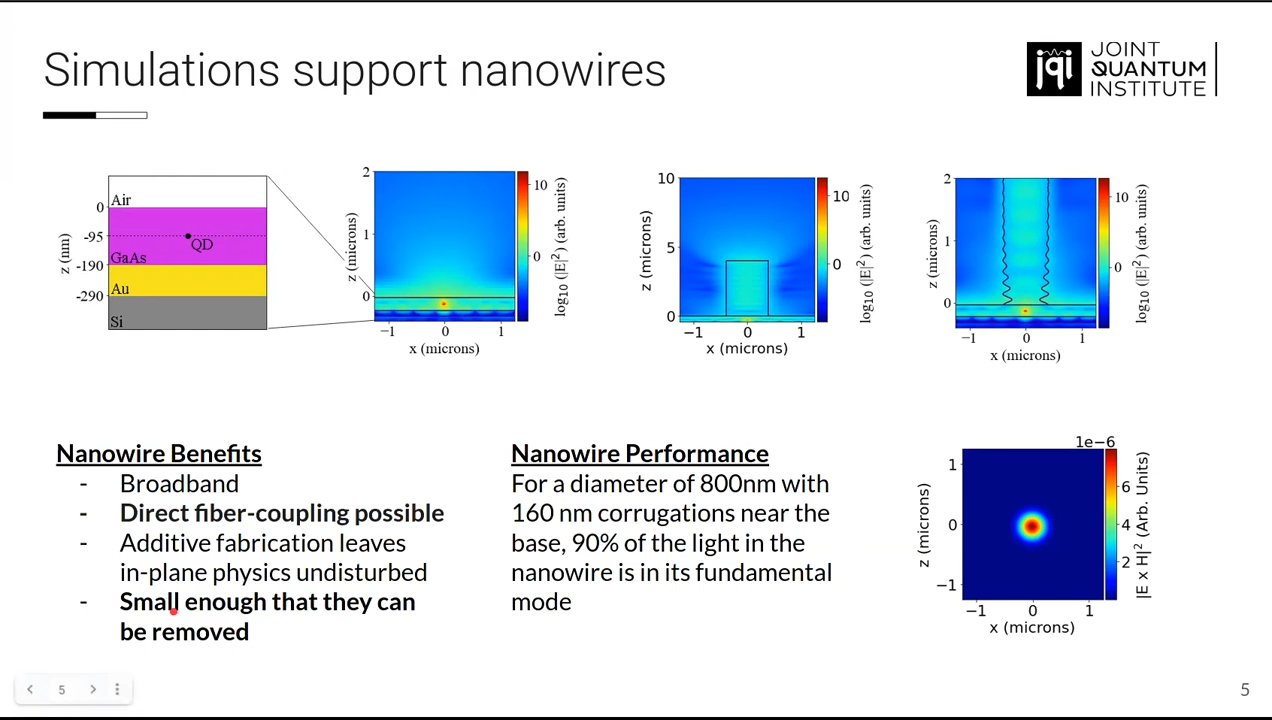 Simulations support nanowires
jqi
JOINT
QUANTUM
INSTITUTE
z (nm)
0
-95
-190
-290
Air
QD
GaAs
Au
Si
z (microns)
2
1
0
−1
0
1
x (microns)
10
0
log₁₀ (|E|²) (arb. units)
z (microns)
10
5
0
−1
0
1
x (microns)
10
0
log₁₀ (|E|²) (arb. units)
z (microns)
2
1
0
−1
0
1
x (microns)
10
0
log₁₀ (|E|²) (arb. units)
Nanowire Benefits
- Broadband
- Direct fiber-coupling possible
- Additive fabrication leaves
in-plane physics undisturbed
- Small enough that they can
be removed
Nanowire Performance
For a diameter of 800nm with
160 nm corrugations near the
base, 90% of the light in the
nanowire is in its fundamental
mode
1e−6
z (microns)
1
0
−1
−1
0
1
x (microns)
6
4
2
|E x H|² (Arb. Units)
5
5